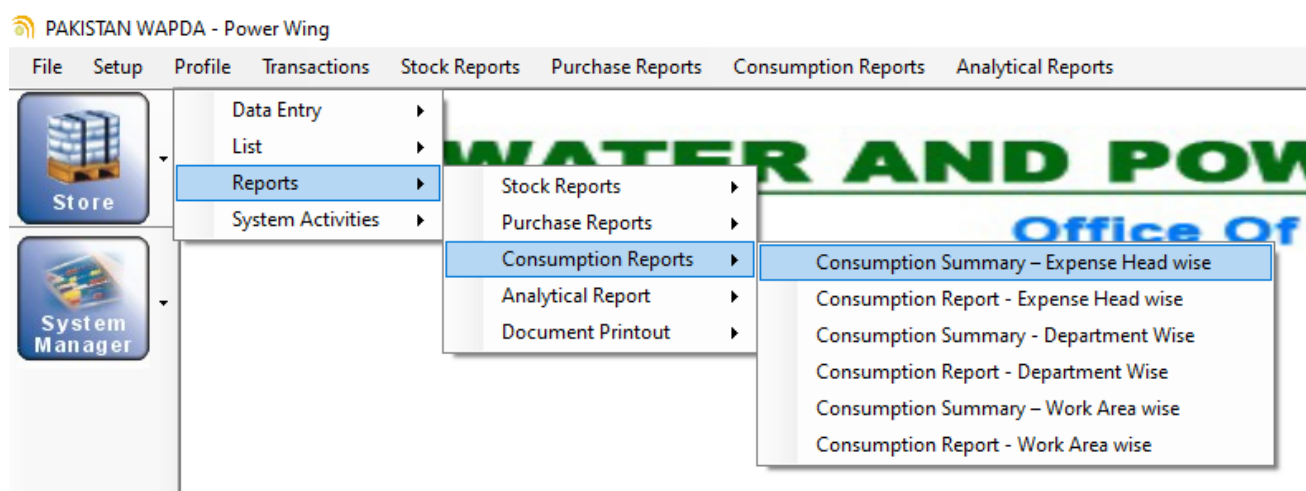 PAKISTAN WAPDA - Power Wing
File Setup Profile Transactions Stock Reports Purchase Reports Consumption Reports Analytical Reports
Store
System
Manager
Data Entry
List
Reports
System Activities
WATER AND POW
Office Of
Stock Reports
Purchase Reports
Consumption Reports
Analytical Report
Document Printout
Consumption Summary – Expense Head wise
Consumption Report - Expense Head wise
Consumption Summary - Department Wise
Consumption Report - Department Wise
Consumption Summary – Work Area wise
Consumption Report - Work Area wise